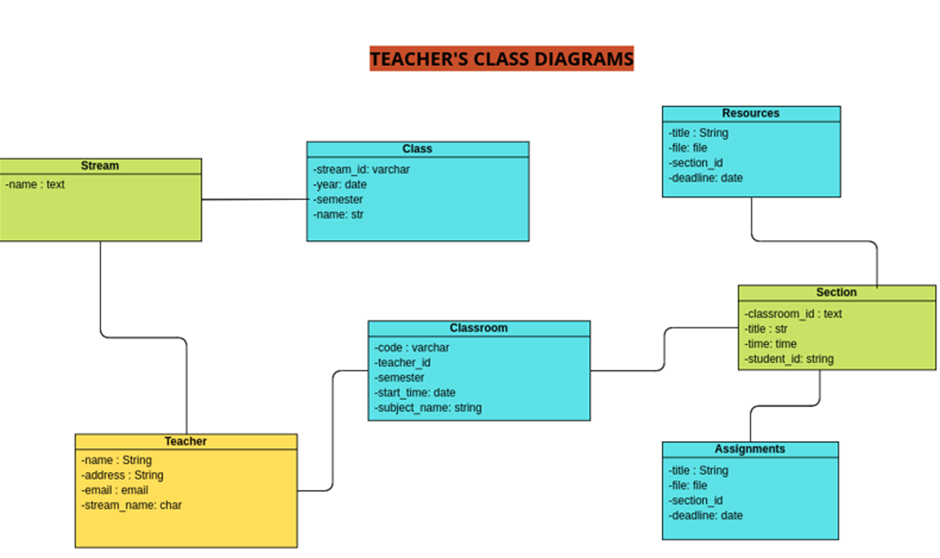 TEACHER'S CLASS DIAGRAMS
Stream
-name : text
Class
-stream_id: varchar
-year: date
-semester
-name: str
Resources
-title : String
-file: file
-section_id
-deadline: date
Section
-classroom_id : text
-title : str
-time: time
-student_id: string
Classroom
-code : varchar
-teacher_id
-semester
-start_time: date
-subject_name: string
Teacher
-name : String
-address : String
-email : email
-stream_name: char
Assignments
-title : String
-file: file
-section_id
-deadline: date